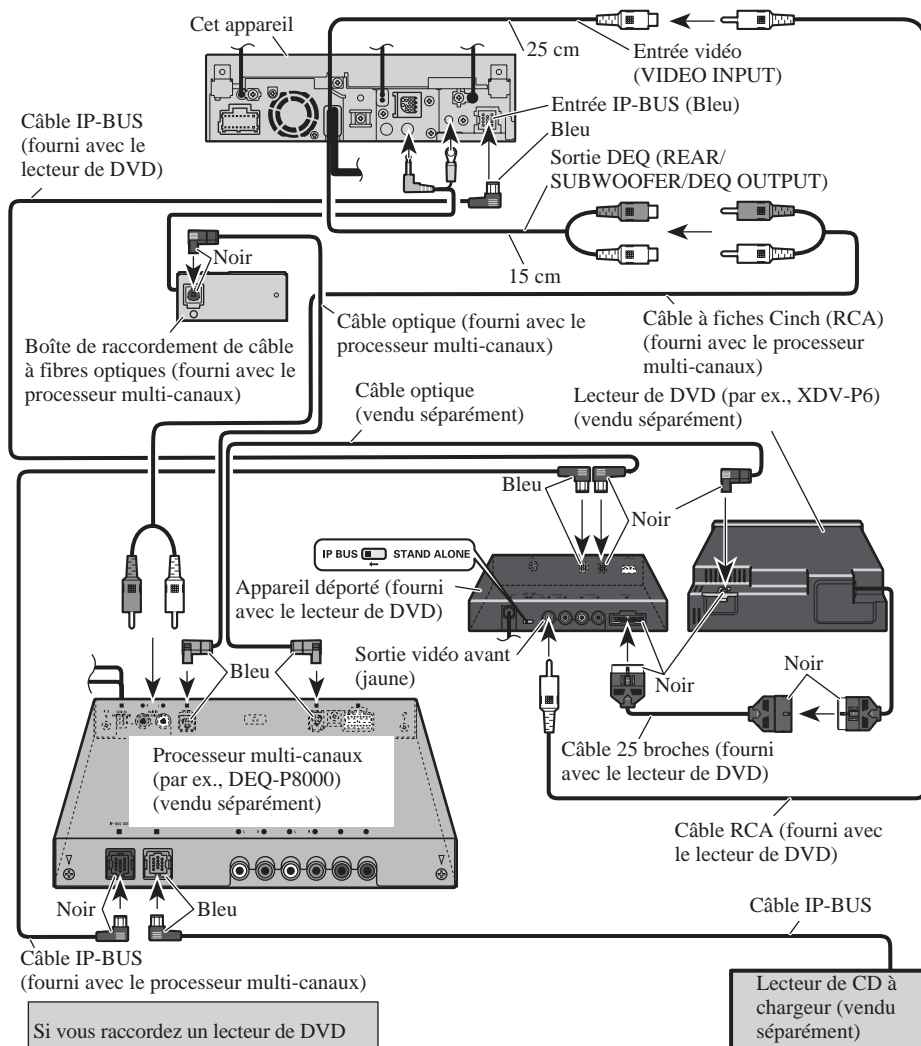 Cet appareil
25 cm
Entrée vidéo
(VIDEO INPUT)
Entrée IP-BUS (Bleu)
Bleu
Câble IP-BUS
(fourni avec le
lecteur de DVD)
Sortie DEQ (REAR/
SUBWOOFER/DEQ OUTPUT)
Noir
15 cm
Boîte de raccordement de câble
à fibres optiques (fourni avec le
processeur multi-canaux)
Câble optique (fourni avec le
processeur multi-canaux)
Câble à fiches Cinch (RCA)
(fourni avec le processeur
multi-canaux)
Câble optique
(vendu séparément)
Lecteur de DVD (par ex., XDV-P6)
(vendu séparément)
Bleu
Noir
IP BUS STAND ALONE
Appareil déporté (fourni
avec le lecteur de DVD)
Sortie vidéo avant
(jaune)
Bleu
Noir
Noir
Processeur multi-canaux
(par ex., DEQ-P8000)
(vendu séparément)
Câble 25 broches (fourni
avec le lecteur de DVD)
Câble RCA (fourni avec
le lecteur de DVD)
Noir
Bleu
Câble IP-BUS
Câble IP-BUS
(fourni avec le processeur multi-canaux)
Lecteur de CD à
chargeur (vendu
séparément)
Si vous raccordez un lecteur de DVD